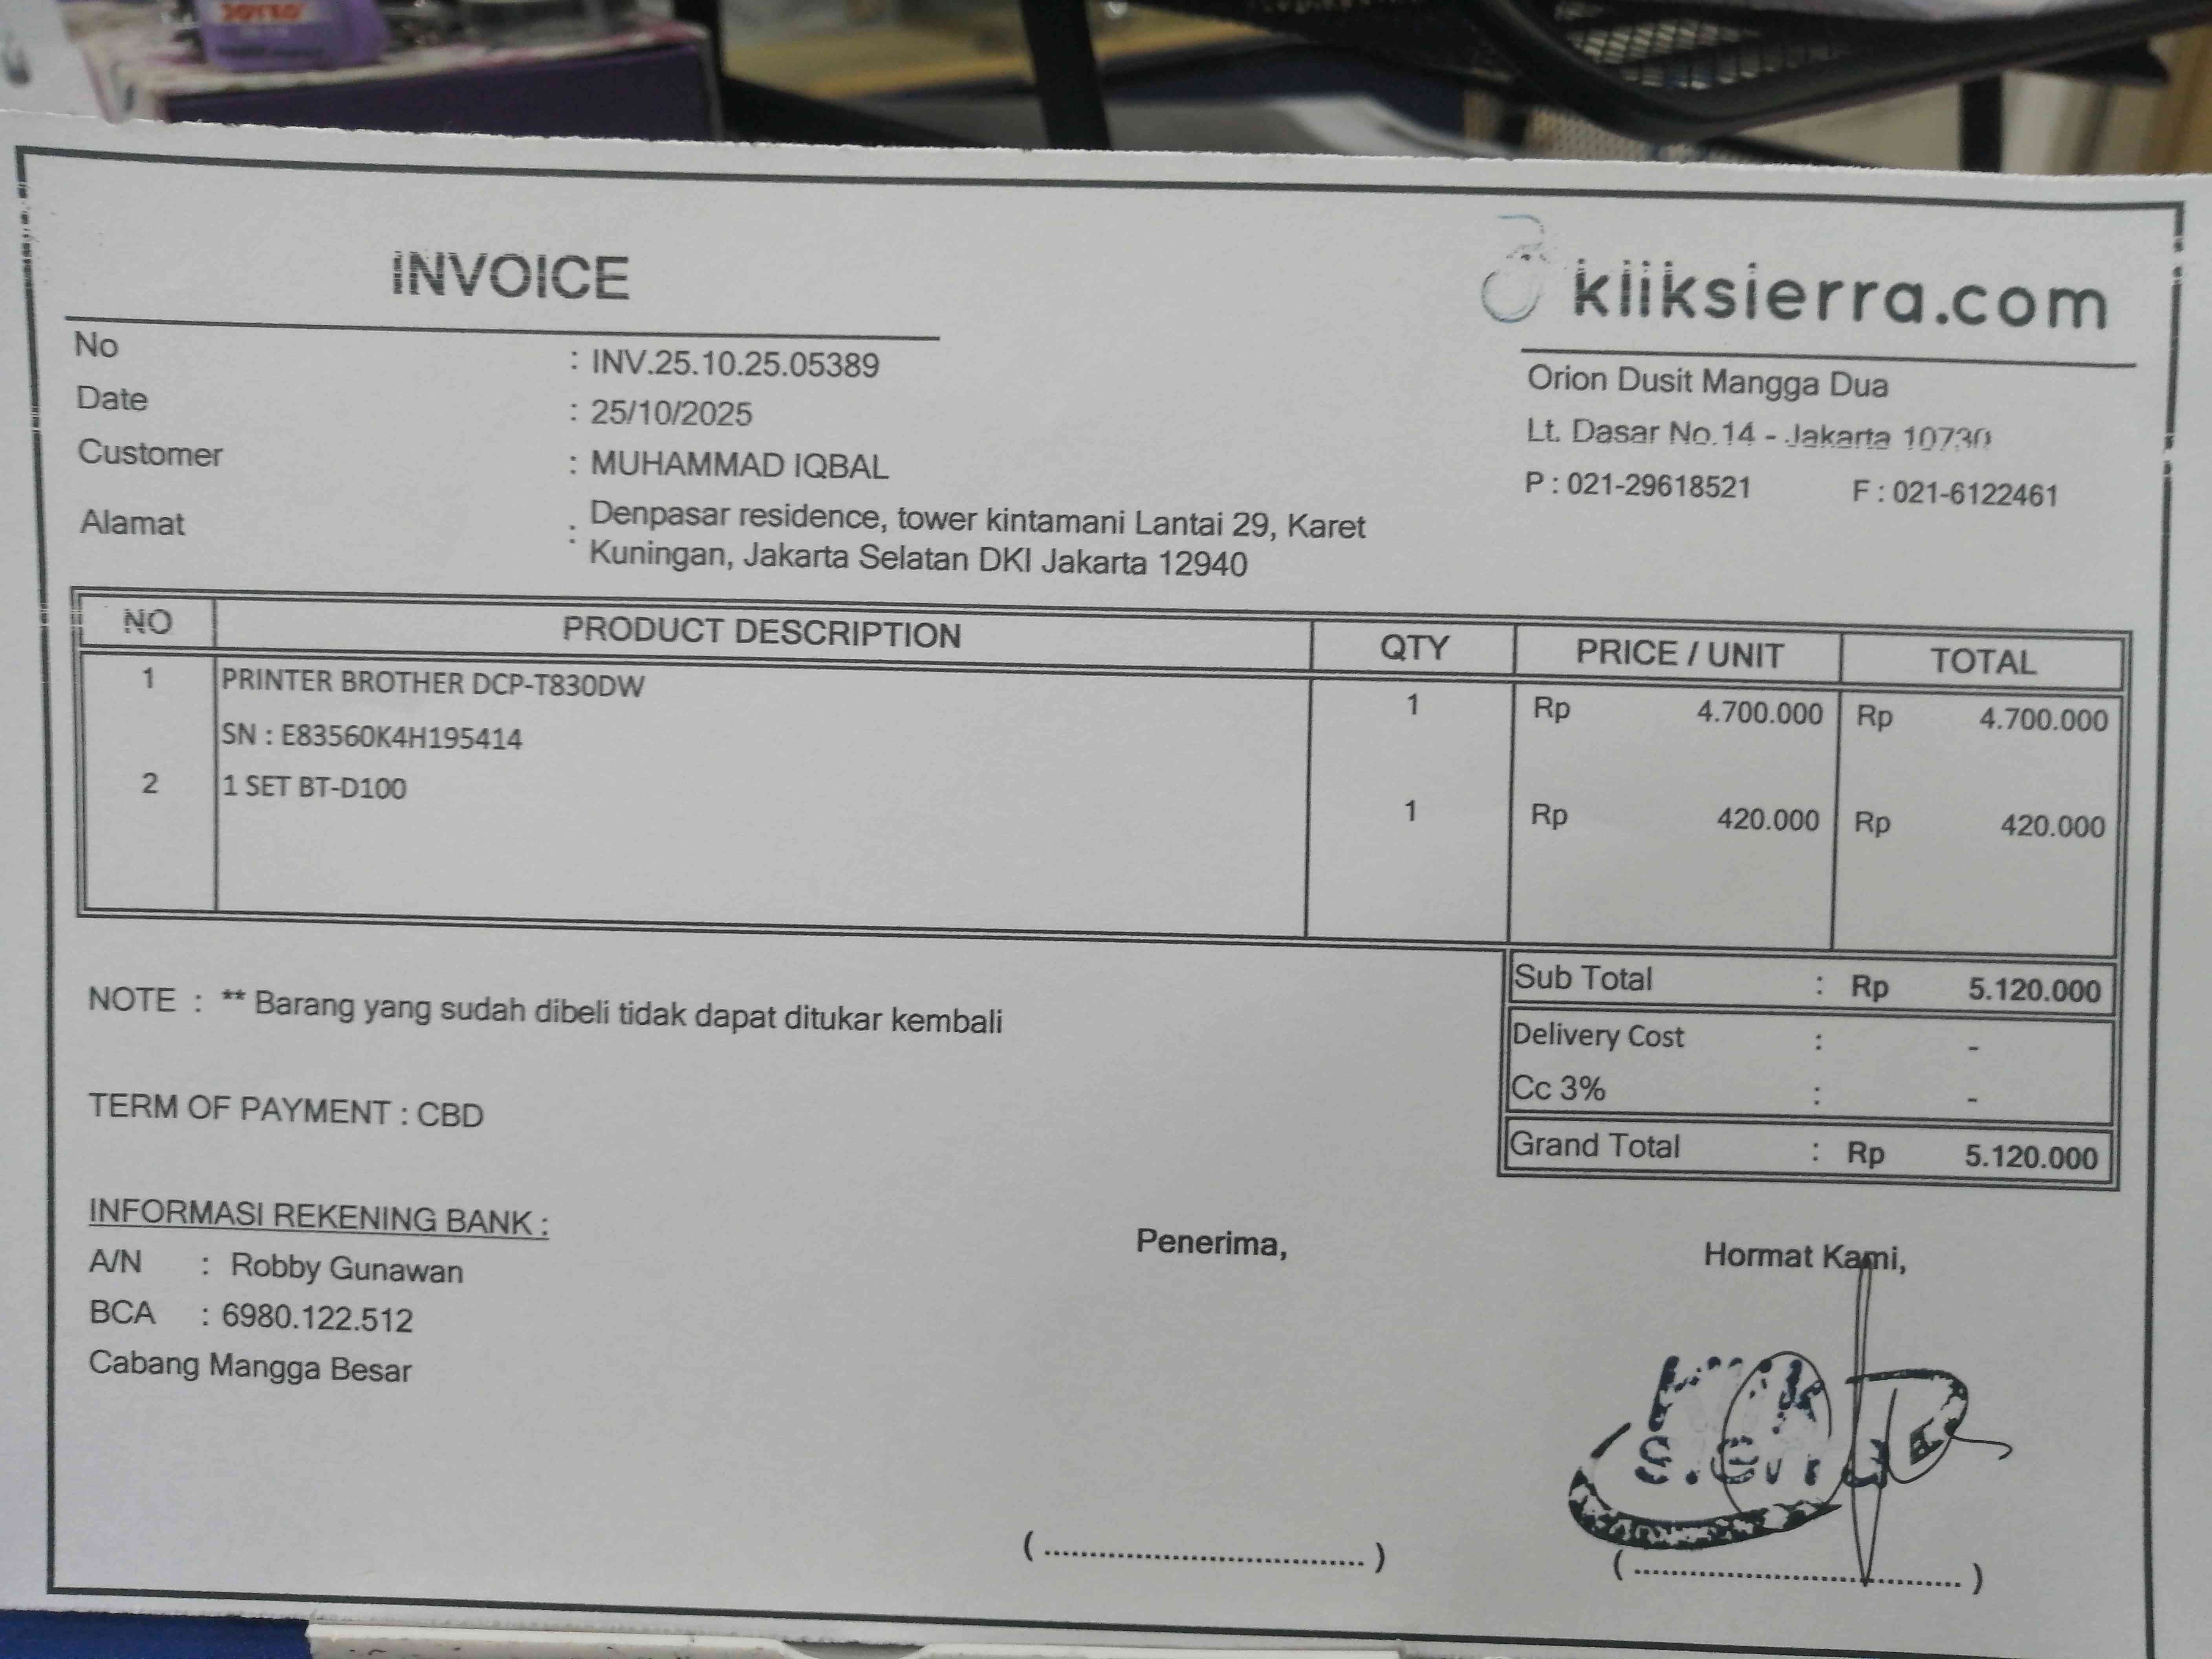 INVOICE
kliksierra.com
No : INV.25.10.25.05389
Date : 25/10/2025
Customer : MUHAMMAD IQBAL
Alamat : Denpasar residence, tower kintamani Lantai 29, Karet
Kuningan, Jakarta Selatan DKI Jakarta 12940
Orion Dusit Mangga Dua
Lt. Dasar No.14 - Jakarta 10730
P : 021-29618521 F : 021-6122461
NO PRODUCT DESCRIPTION QTY PRICE / UNIT TOTAL
1 PRINTER BROTHER DCP-T830DW 1 Rp 4.700.000 Rp 4.700.000
SN : E83560K4H195414
2 1 SET BT-D100 1 Rp 420.000 Rp 420.000
Sub Total : Rp 5.120.000
Delivery Cost : -
Cc 3% : -
Grand Total : Rp 5.120.000
NOTE : ** Barang yang sudah dibeli tidak dapat ditukar kembali
TERM OF PAYMENT : CBD
INFORMASI REKENING BANK :
A/N : Robby Gunawan
BCA : 6980.122.512
Cabang Mangga Besar
Penerima,
Hormat Kami,
( .......................................... )
( .......................................... )